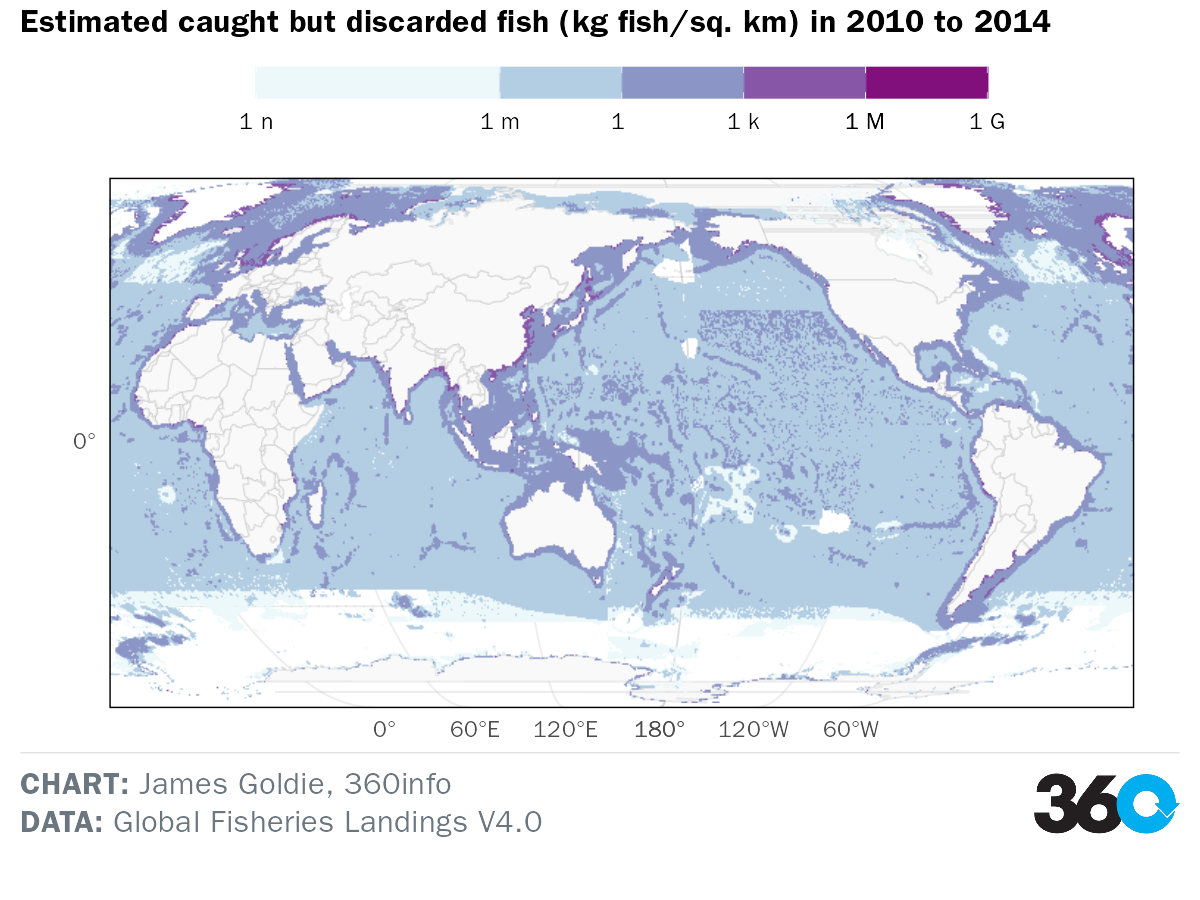 Estimated caught but discarded fish (kg fish/sq. km) in 2010 to 2014
1 n 1 m 1 1 k 1 M 1 G
0°
0° 60°E 120°E 180° 120°W 60°W
CHART: James Goldie, 360info
DATA: Global Fisheries Landings V4.0
360